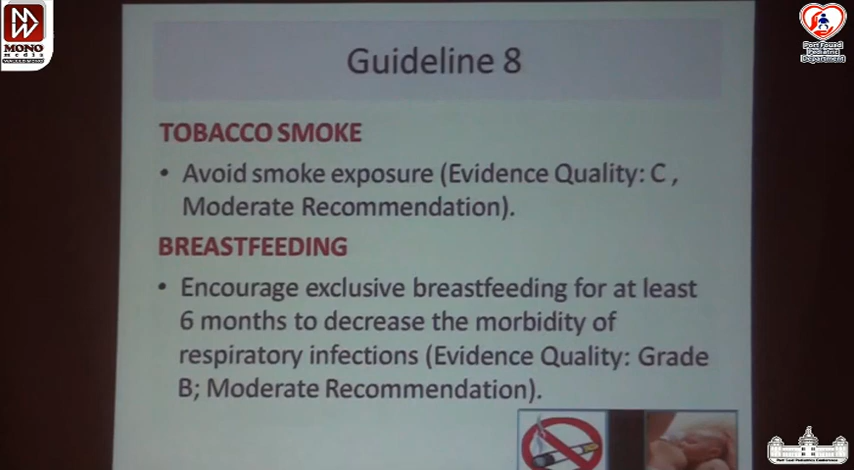 MONO
media
WALEED MONO
Port Fouad
Pediatric
Department
Guideline 8
TOBACCO SMOKE
• Avoid smoke exposure (Evidence Quality: C ,
Moderate Recommendation).
BREASTFEEDING
• Encourage exclusive breastfeeding for at least
6 months to decrease the morbidity of
respiratory infections (Evidence Quality: Grade
B; Moderate Recommendation).